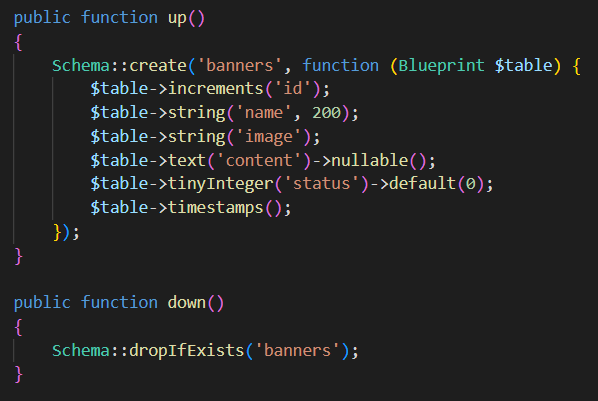 public function up()
{
    Schema::create('banners', function (Blueprint $table) {
        $table->increments('id');
        $table->string('name', 200);
        $table->string('image');
        $table->text('content')->nullable();
        $table->tinyInteger('status')->default(0);
        $table->timestamps();
    });
}

public function down()
{
    Schema::dropIfExists('banners');
}